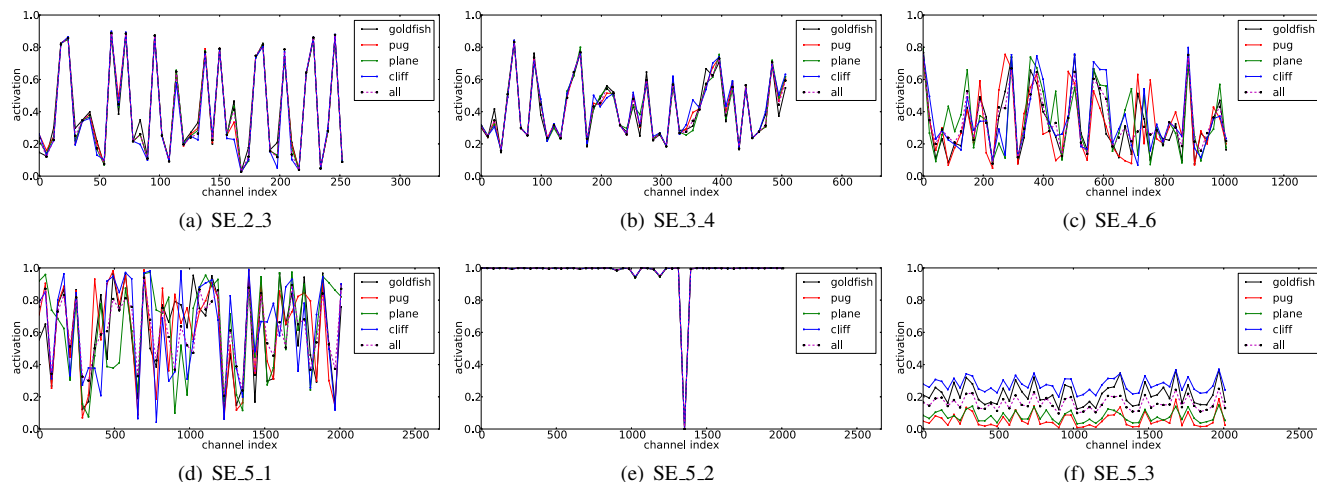 1.0
0.8
0.6
0.4
0.2
0.0
activation
0 50 100 150 200 250 300
channel index
goldfish
pug
plane
cliff
all
(a) SE_2_3
1.0
0.8
0.6
0.4
0.2
0.0
activation
0 100 200 300 400 500 600
channel index
goldfish
pug
plane
cliff
all
(b) SE_3_4
1.0
0.8
0.6
0.4
0.2
0.0
activation
0 200 400 600 800 1000 1200
channel index
goldfish
pug
plane
cliff
all
(c) SE_4_6
1.0
0.8
0.6
0.4
0.2
0.0
activation
0 500 1000 1500 2000 2500
channel index
goldfish
pug
plane
cliff
all
(d) SE_5_1
1.0
0.8
0.6
0.4
0.2
0.0
activation
0 500 1000 1500 2000 2500
channel index
goldfish
pug
plane
cliff
all
(e) SE_5_2
1.0
0.8
0.6
0.4
0.2
0.0
activation
0 500 1000 1500 2000 2500
channel index
goldfish
pug
plane
cliff
all
(f) SE_5_3